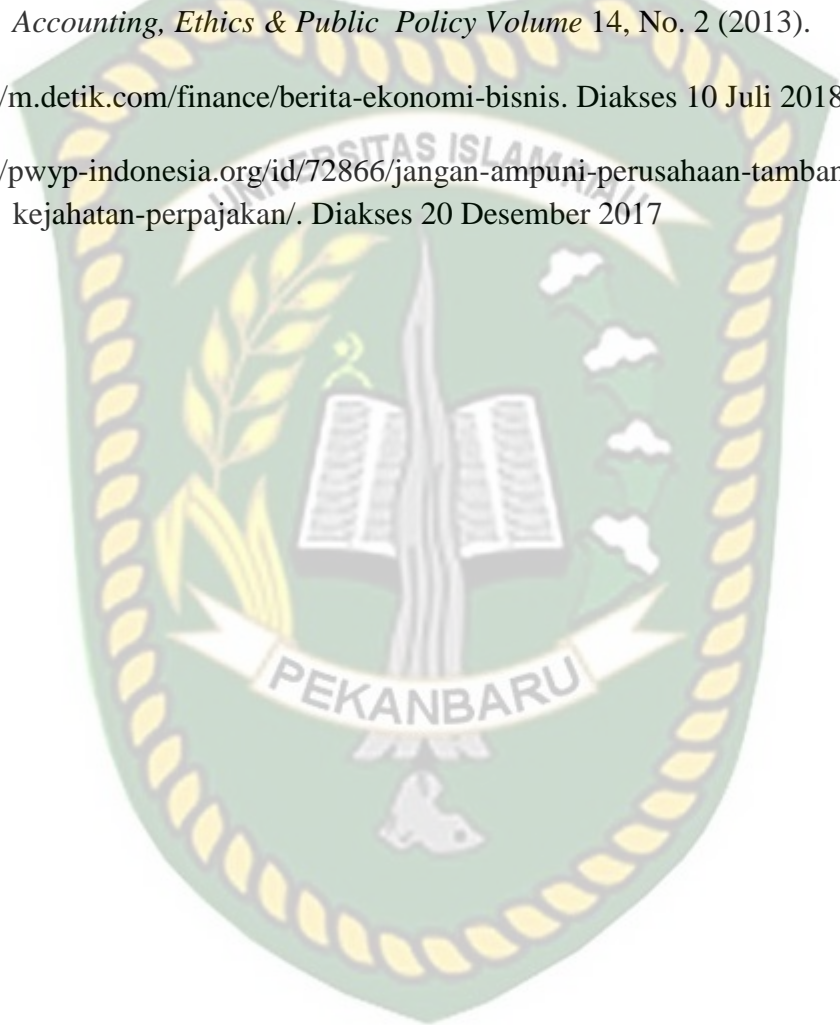 Accounting, Ethics & Public Policy Volume 14, No. 2 (2013).
/m.detik.com/finance/berita-ekonomi-bisnis. Diakses 10 Juli 2018
/pwyp-indonesia.org/id/72866/jangan-ampuni-perusahaan-tamban
kejahatan-perpajakan/. Diakses 20 Desember 2017
UNIVERSITAS ISLAM RIAU
PEKANBARU